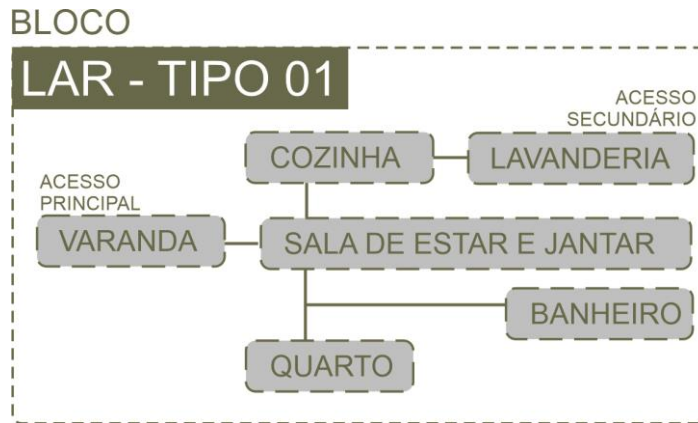 BLOCO
LAR - TIPO 01
ACESSO
SECUNDÁRIO
COZINHA
LAVANDERIA
ACESSO
PRINCIPAL
VARANDA
SALA DE ESTAR E JANTAR
BANHEIRO
QUARTO